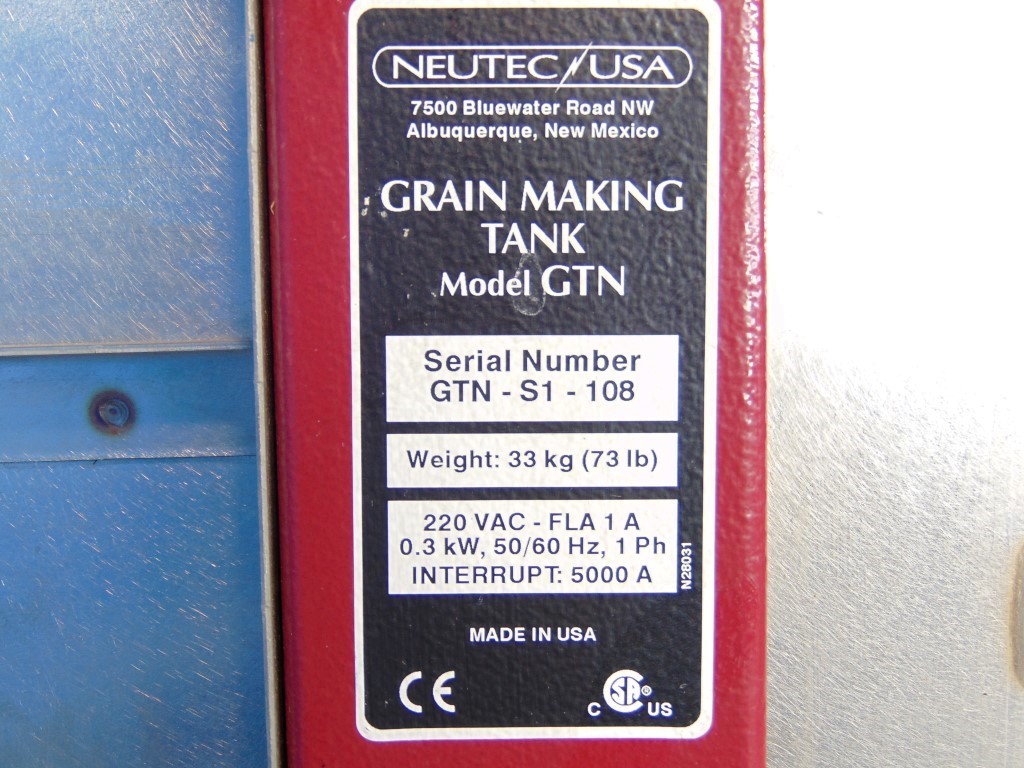 NEUTEC/USA
7500 Bluewater Road NW
Albuquerque, New Mexico
GRAIN MAKING
TANK
Model GTN
Serial Number
GTN - S1 - 108
Weight: 33 kg (73 lb)
220 VAC - FLA 1 A
0.3 kW, 50/60 Hz, 1 Ph
INTERRUPT: 5000 A
N28031
MADE IN USA
CE
C SA® US